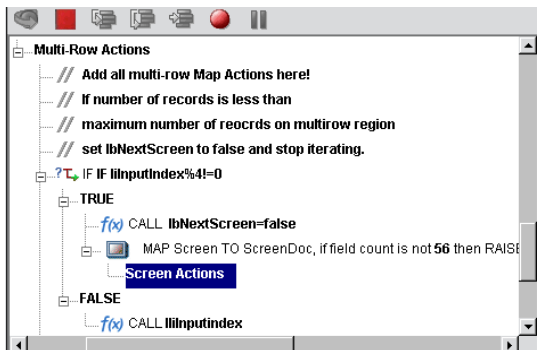 Multi-Row Actions
// Add all multi-row Map Actions here!
// If number of records is less than
// maximum number of reocrds on multirow region
// set lbNextScreen to false and stop iterating.
?T IF IF liInputIndex%4!=0
TRUE
f(x) CALL lbNextScreen=false
MAP Screen TO ScreenDoc, if field count is not 56 then RAISE
Screen Actions
FALSE
f(x) CALL lliInputindex